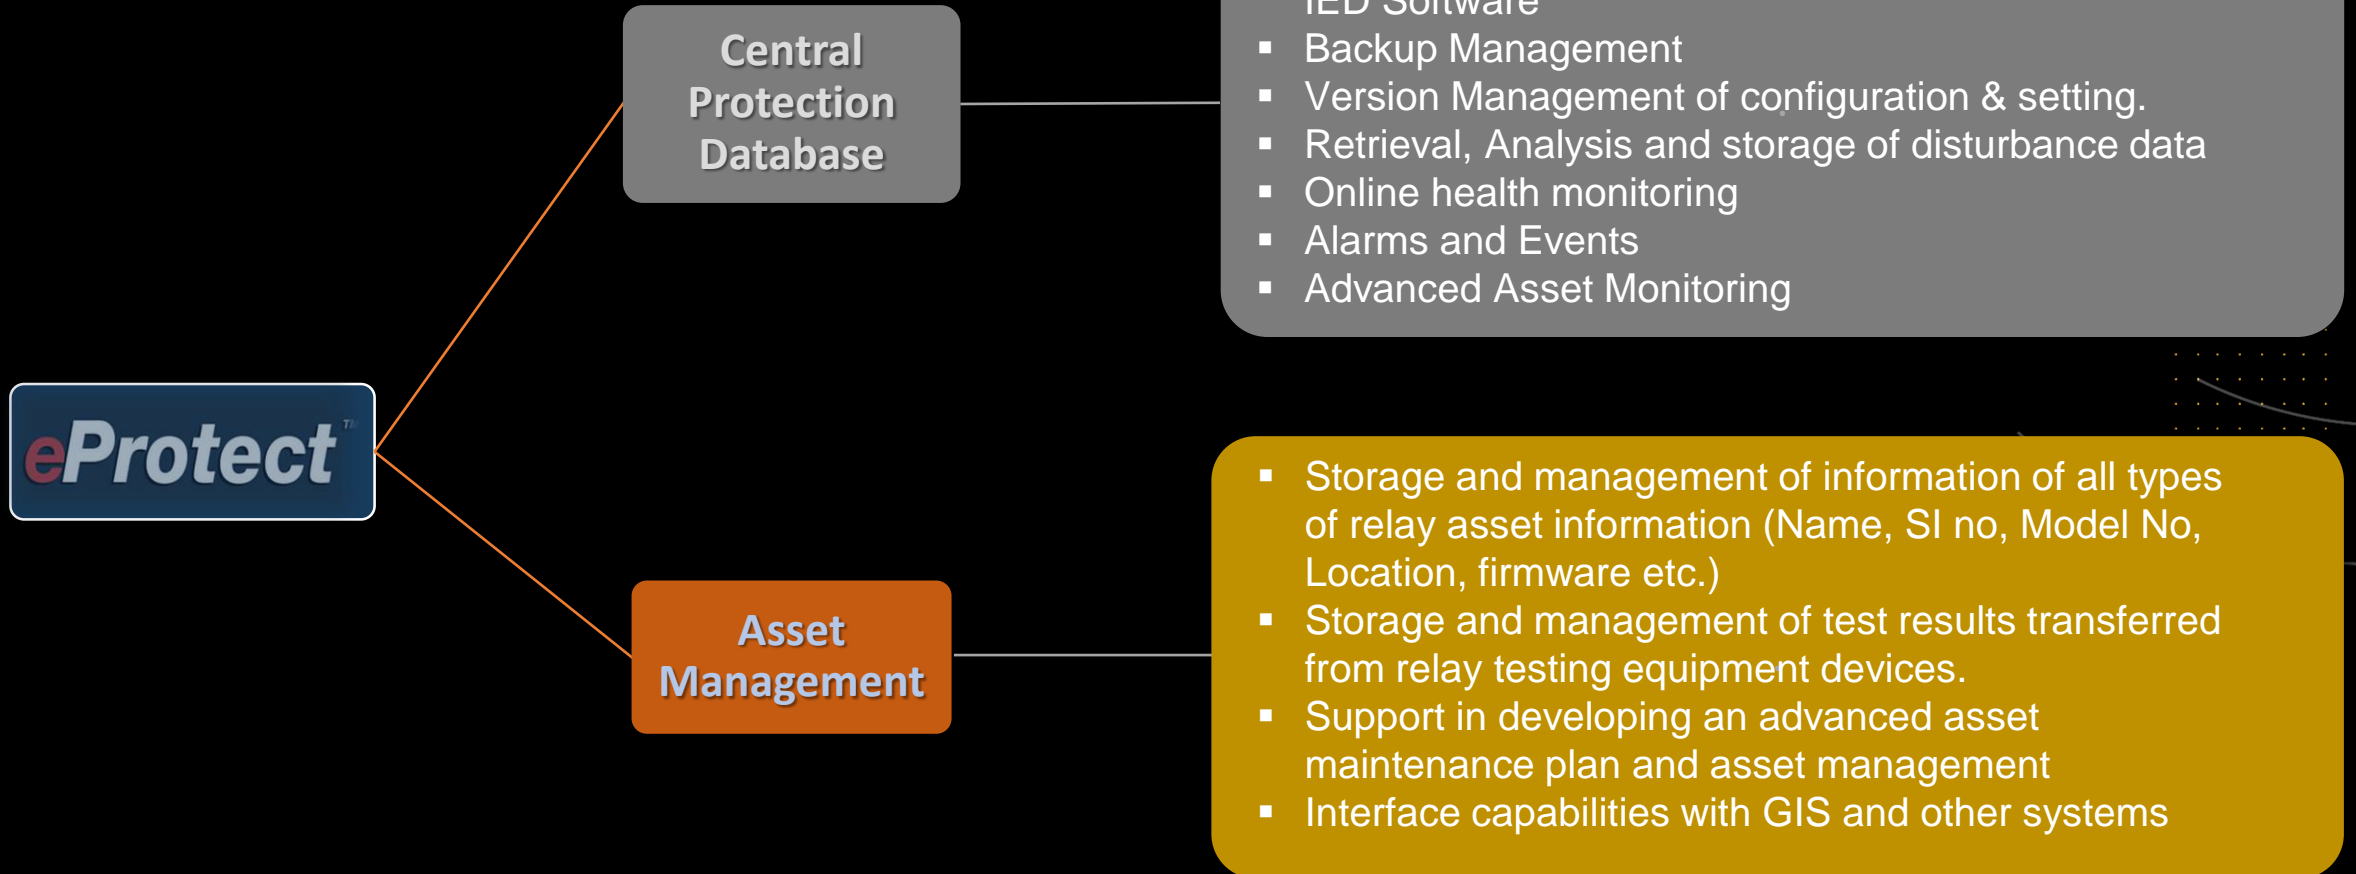 Central
Protection
Database
IED Software
▪ Backup Management
▪ Version Management of configuration & setting.
▪ Retrieval, Analysis and storage of disturbance data
▪ Online health monitoring
▪ Alarms and Events
▪ Advanced Asset Monitoring
eProtect™
Asset
Management
▪ Storage and management of information of all types
of relay asset information (Name, SI no, Model No,
Location, firmware etc.)
▪ Storage and management of test results transferred
from relay testing equipment devices.
▪ Support in developing an advanced asset
maintenance plan and asset management
▪ Interface capabilities with GIS and other systems